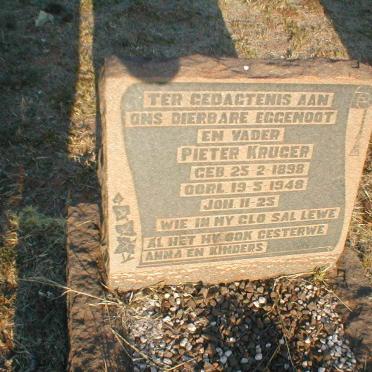 TER GEDAGTENIS AAN
ONS DIERBARE EGGENOOT
EN VADER
PIETER KRUGER
GEB. 25-2-1898
OORL. 19-5-1948
JOH. 11-25
WIE IN MY GLO SAL LEWE
AL HET HY OOK GESTERWE
ANNA EN KINDERS